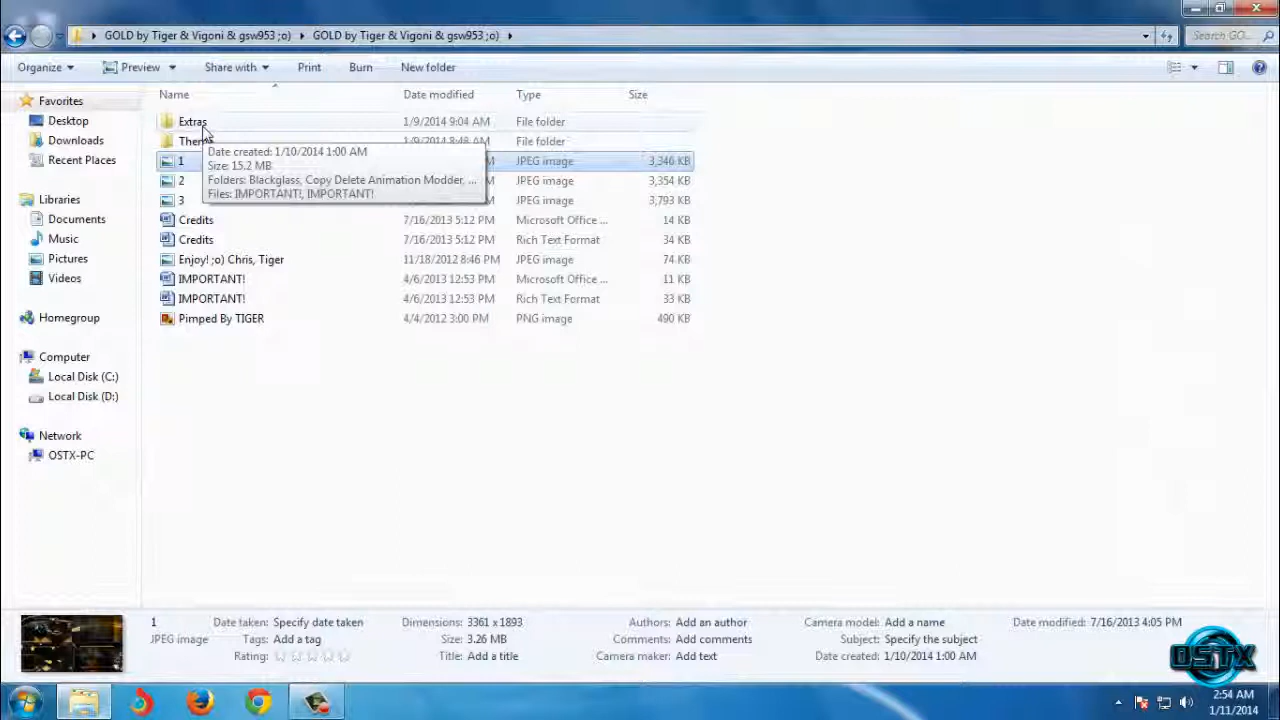 GOLD by Tiger & Vigoni & gsw953 ;o) GOLD by Tiger & Vigoni & gsw953 ;o)
Search GO...
Organize Preview Share with Print Burn New folder
Name Date modified Type Size
Favorites
Desktop
Downloads
Recent Places
Libraries
Documents
Music
Pictures
Videos
Homegroup
Computer
Local Disk (C:)
Local Disk (D:)
Network
OSTX-PC
Extras 1/9/2014 9:04 AM File folder
1/9/2014 8:48 AM File folder
1 JPEG image 3,346 KB
2 JPEG image 3,354 KB
3 JPEG image 3,793 KB
Date created: 1/10/2014 1:00 AM
Size: 15.2 MB
Folders: Blackglass, Copy Delete Animation Modder, ...
Files: IMPORTANT!, IMPORTANT!
Credits 7/16/2013 5:12 PM Microsoft Office ... 14 KB
Credits 7/16/2013 5:12 PM Rich Text Format 34 KB
Enjoy! ;o) Chris, Tiger 11/18/2012 8:46 PM JPEG image 74 KB
IMPORTANT! 4/6/2013 12:53 PM Microsoft Office ... 11 KB
IMPORTANT! 4/6/2013 12:53 PM Rich Text Format 33 KB
Pimped By TIGER 4/4/2012 3:00 PM PNG image 490 KB
1 Date taken: Specify date taken Dimensions: 3361 x 1893 Authors: Add an author Camera model: Add a name Date modified: 7/16/2013 4:05 PM
JPEG image Tags: Add a tag Size: 3.26 MB Comments: Add comments Subject: Specify the subject
Rating: Title: Add a title Camera maker: Add text Date created: 1/10/2014 1:00 AM
OSTX
2:54 AM
1/11/2014